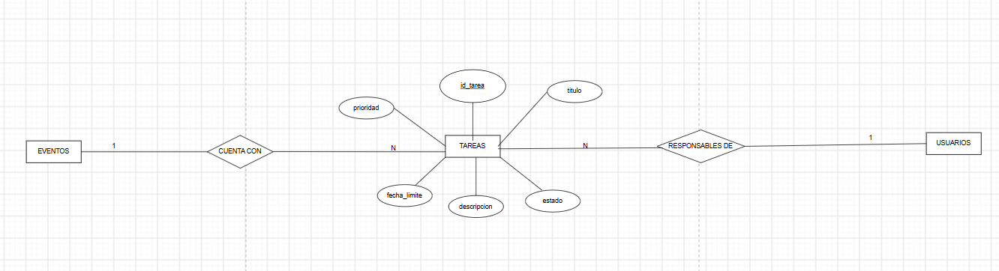 id_tarea
titulo
prioridad
EVENTOS
1
CUENTA CON
N
TAREAS
N
RESPONSABLES DE
1
USUARIOS
fecha_limite
descripcion
estado